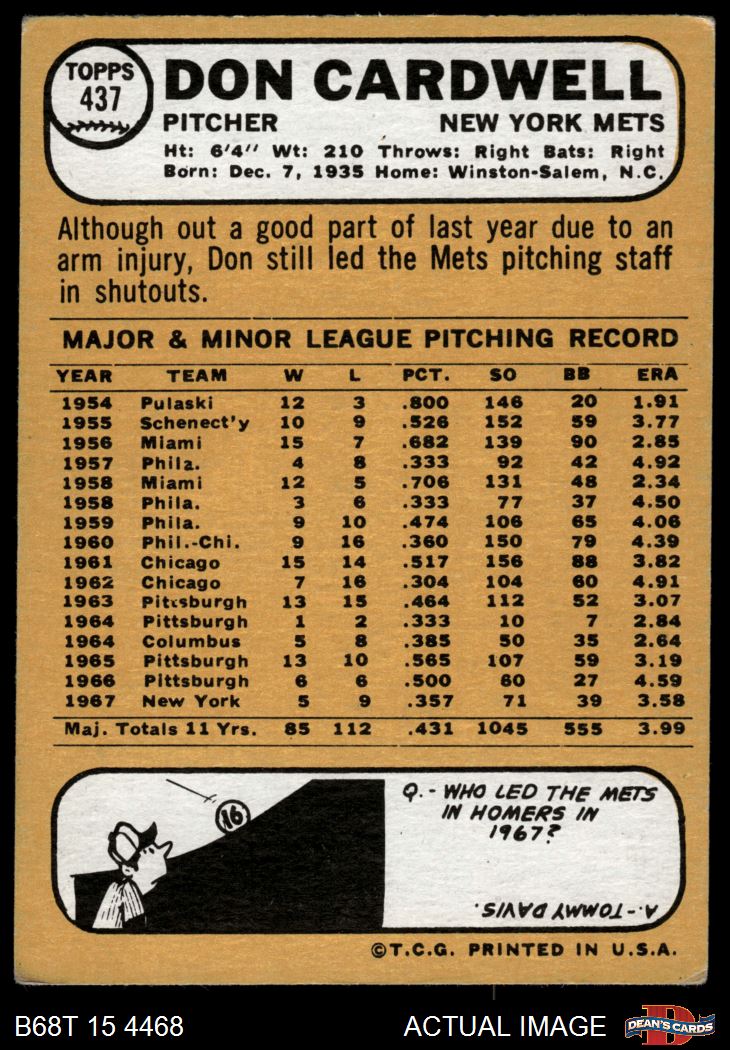 TOPPS
437
DON CARDWELL
PITCHER NEW YORK METS
Ht: 6'4" Wt: 210 Throws: Right Bats: Right
Born: Dec. 7, 1935 Home: Winston-Salem, N.C.
Although out a good part of last year due to an
arm injury, Don still led the Mets pitching staff
in shutouts.
MAJOR & MINOR LEAGUE PITCHING RECORD
YEAR TEAM W L PCT. SO BB ERA
1954 Pulaski 12 3 .800 146 20 1.91
1955 Schenect'y 10 9 .526 152 59 3.77
1956 Miami 15 7 .682 139 90 2.85
1957 Phila. 4 8 .333 92 42 4.92
1958 Miami 12 5 .706 131 48 2.34
1958 Phila. 3 6 .333 77 37 4.50
1959 Phila. 9 10 .474 106 65 4.06
1960 Phil.-Chi. 9 16 .360 150 79 4.39
1961 Chicago 15 14 .517 156 88 3.82
1962 Chicago 7 16 .304 104 60 4.91
1963 Pittsburgh 13 15 .464 112 52 3.07
1964 Pittsburgh 1 2 .333 10 7 2.84
1964 Columbus 5 8 .385 50 35 2.64
1965 Pittsburgh 13 10 .565 107 59 3.19
1966 Pittsburgh 6 6 .500 60 27 4.59
1967 New York 5 9 .357 71 39 3.58
Maj. Totals 11 Yrs. 85 112 .431 1045 555 3.99
16
Q.- WHO LED THE METS
IN HOMERS IN
1967?
A-. TOMMY DAVIS.
©T.C.G. PRINTED IN U.S.A.
B68T 15 4468 ACTUAL IMAGE
D
DEAN'S CARDS